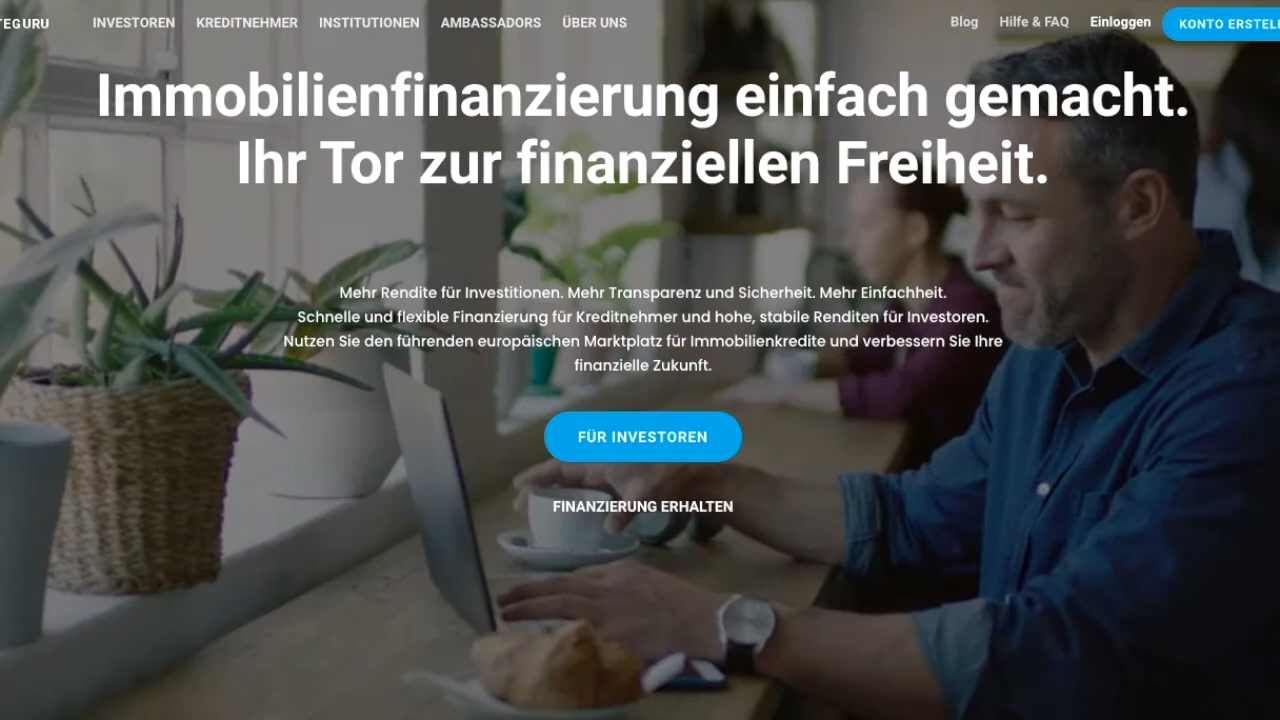 INVESTOREN KREDITNEHMER INSTITUTIONEN AMBASSADORS ÜBER UNS Blog Hilfe & FAQ Einloggen KONTO
Immobilienfinanzierung einfach gemacht.
Ihr Tor zur finanziellen Freiheit.
Mehr Rendite für Investitionen. Mehr Transparenz und Sicherheit. Mehr Einfachheit.
Schnelle und flexible Finanzierung für Kreditnehmer und hohe, stabile Renditen für Investoren.
Nutzen Sie den führenden europäischen Marktplatz für Immobilienkredite und verbessern Sie Ihre
finanzielle Zukunft.
FÜR INVESTOREN
FINANZIERUNG ERHALTEN